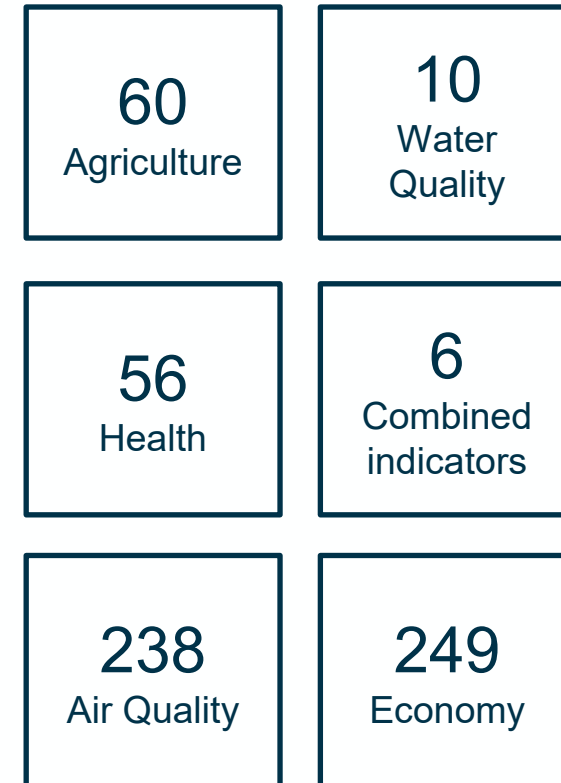 60
Agriculture
10
Water
Quality
56
Health
6
Combined
indicators
238
Air Quality
249
Economy